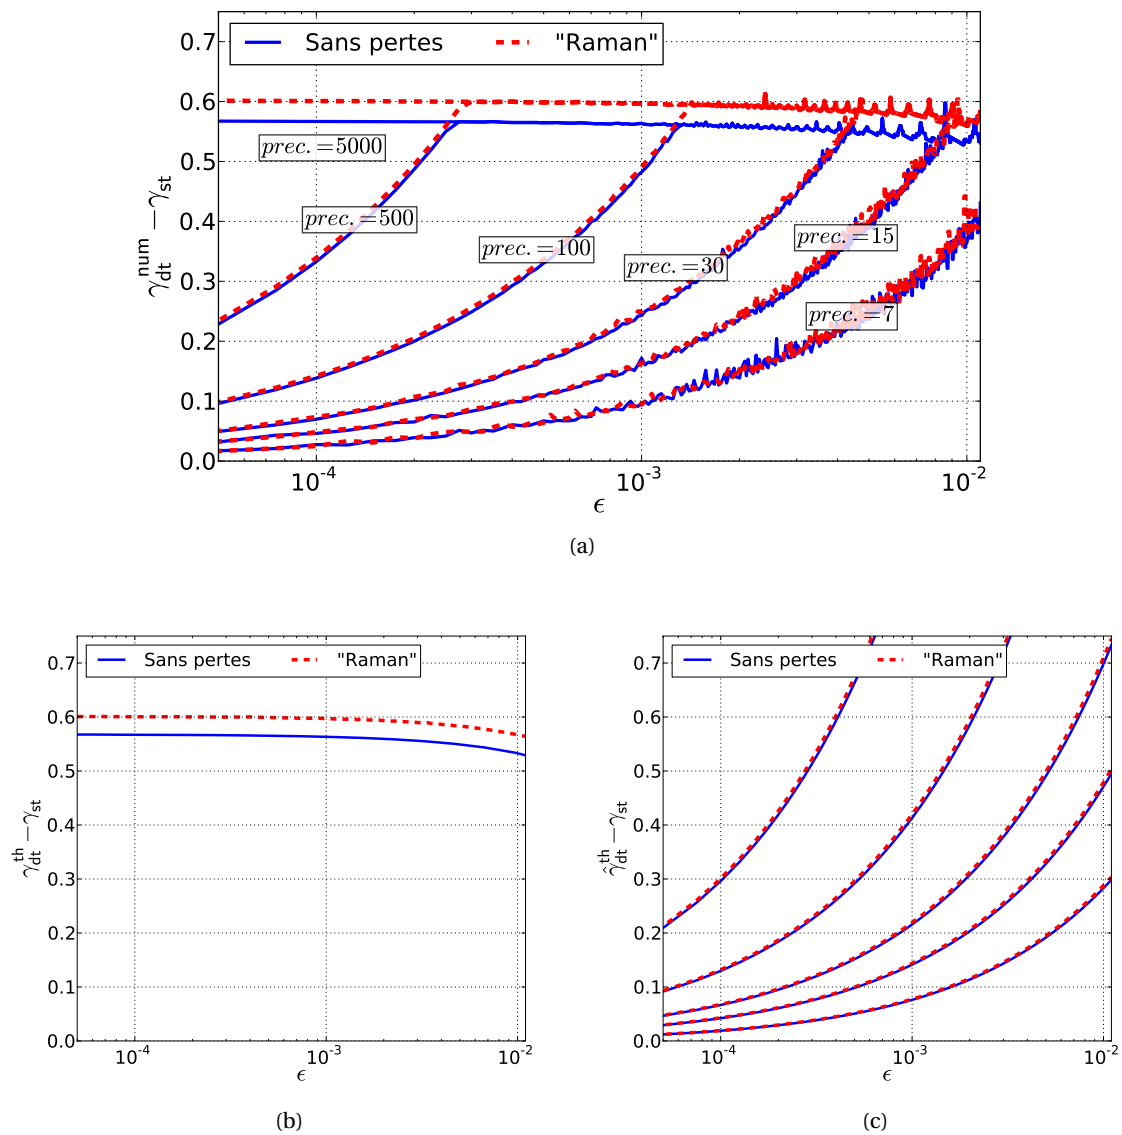 Sans pertes "Raman"
0.7
0.6
0.5
0.4
0.3
0.2
0.1
0.0
prec.=5000
prec.=500
prec.=100
prec.=30
prec.=15
prec.=7
γ_dt^num − γ_st
10^-4 10^-3 10^-2
ϵ
(a)
Sans pertes "Raman"
0.7
0.6
0.5
0.4
0.3
0.2
0.1
0.0
γ_dt^th − γ_st
10^-4 10^-3 10^-2
ϵ
(b)
Sans pertes "Raman"
0.7
0.6
0.5
0.4
0.3
0.2
0.1
0.0
γ̂_dt^th − γ_st
10^-4 10^-3 10^-2
ϵ
(c)